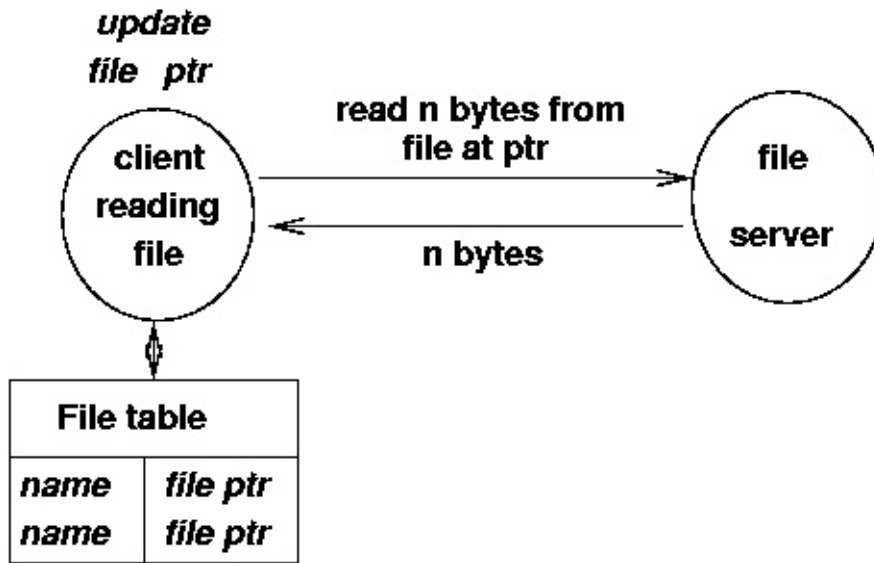 update
file ptr
client
reading
file
read n bytes from
file at ptr
n bytes
file
server
File table
name file ptr
name file ptr